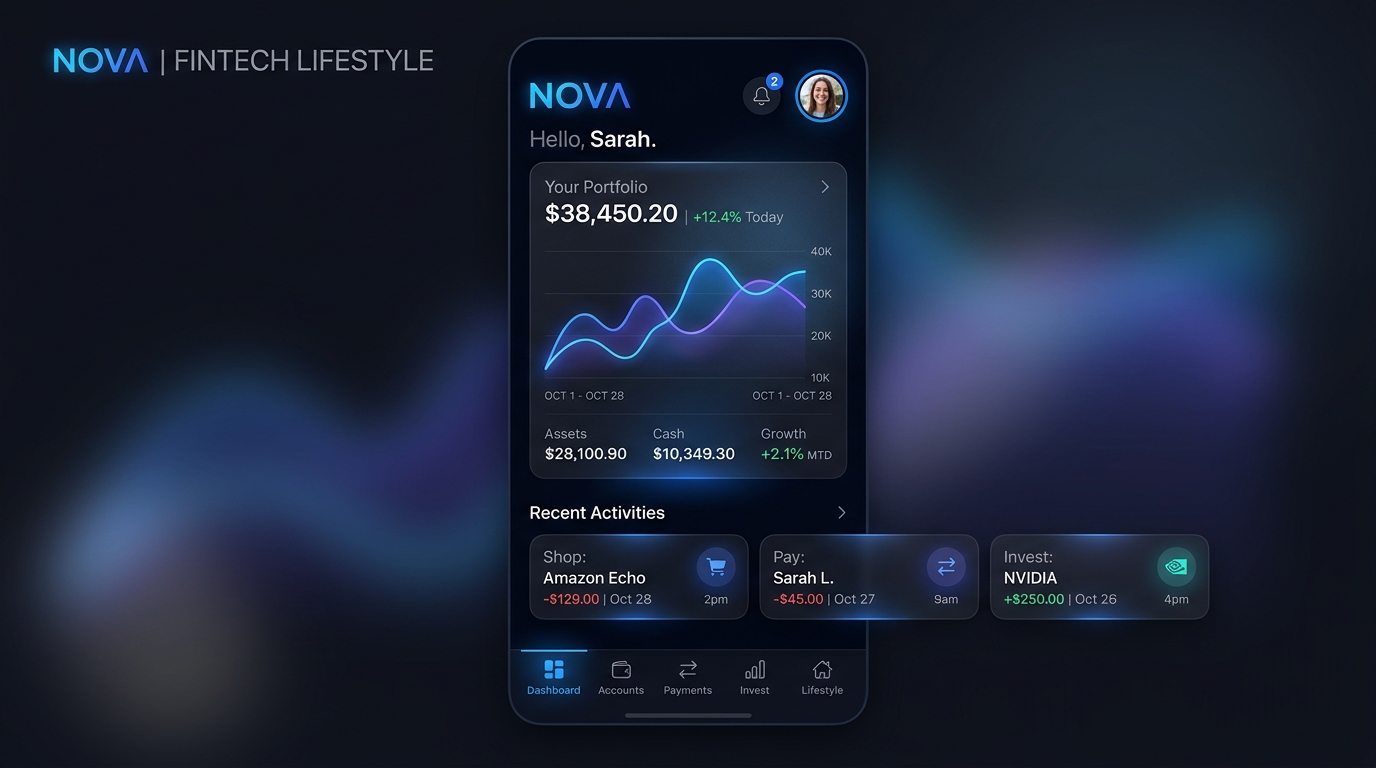 NOVA | FINTECH LIFESTYLE
NOVA
2
Hello, Sarah.
Your Portfolio
$38,450.20 | +12.4% Today
40K
30K
20K
10K
OCT 1 - OCT 28 OCT 1 - OCT 28
Assets Cash Growth
$28,100.90 $10,349.30 +2.1% MTD
Recent Activities
Shop:
Amazon Echo
-$129.00 | Oct 28
2pm
Pay:
Sarah L.
-$45.00 | Oct 27
9am
Invest:
NVIDIA
+$250.00 | Oct 26
4pm
Dashboard Accounts Payments Invest Lifestyle